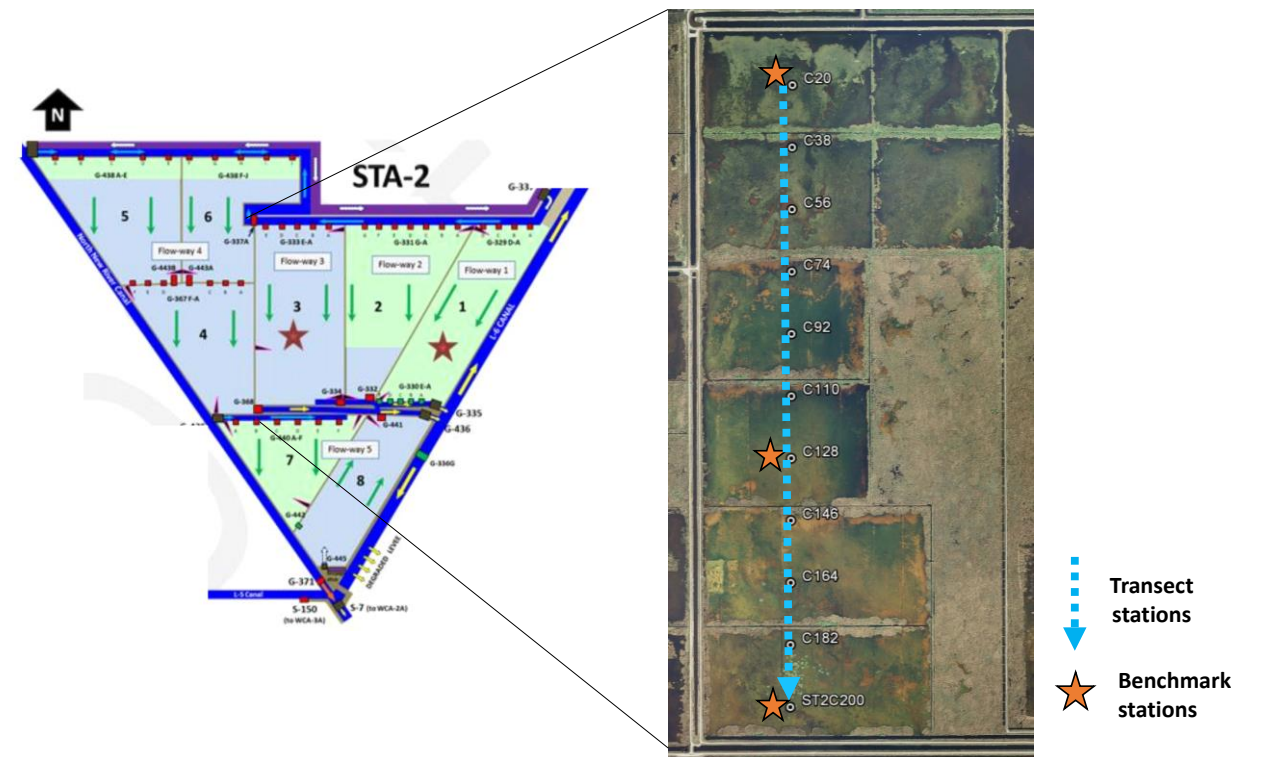 N
STA-2
G-33.
G-438 A-E
G-438 F-J
5
6
G-337A
G-333 E-A
G-331 G-A
G-329 D-A
Flow-way 4
Flow-way 3
Flow-way 2
Flow-way 1
G-443B
G-443A
G-367 F-A
North New River Canal
3
2
1
4
L-6 CANAL
G-368
G-334
G-332
G-330 E-A
G-335
G-436
G-441
G-440 A-F
Flow-way 5
7
8
G-336G
G-442
G-445
DEGRADED LEVEE
G-371
L-5 Canal
S-150
(to WCA-3A)
S-7 (to WCA-2A)
C20
C38
C56
C74
C92
C110
C128
C146
C164
C182
ST2C200
Transect
stations
Benchmark
stations